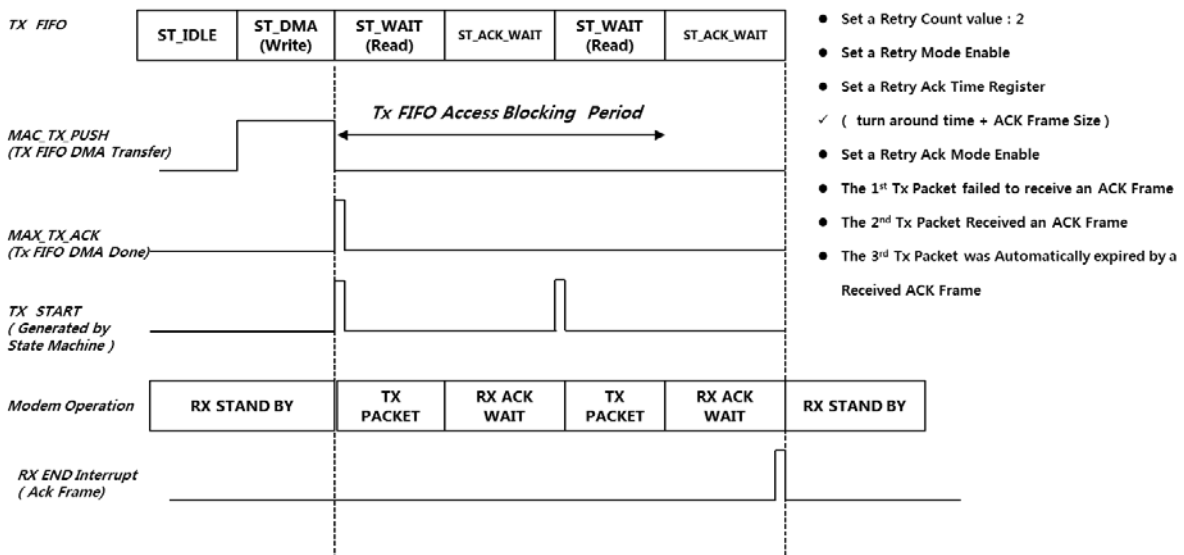 TX FIFO
ST_IDLE
ST_DMA
(Write)
ST_WAIT
(Read)
ST_ACK_WAIT
ST_WAIT
(Read)
ST_ACK_WAIT
Tx FIFO Access Blocking Period
MAC_TX_PUSH
(TX FIFO DMA Transfer)
MAX_TX_ACK
(Tx FIFO DMA Done)
TX START
( Generated by
State Machine )
Modem Operation
RX STAND BY
TX
PACKET
RX ACK
WAIT
TX
PACKET
RX ACK
WAIT
RX STAND BY
RX END Interrupt
( Ack Frame)
● Set a Retry Count value : 2
● Set a Retry Mode Enable
● Set a Retry Ack Time Register
✓ ( turn around time + ACK Frame Size )
● Set a Retry Ack Mode Enable
● The 1st Tx Packet failed to receive an ACK Frame
● The 2nd Tx Packet Received an ACK Frame
● The 3rd Tx Packet was Automatically expired by a
Received ACK Frame